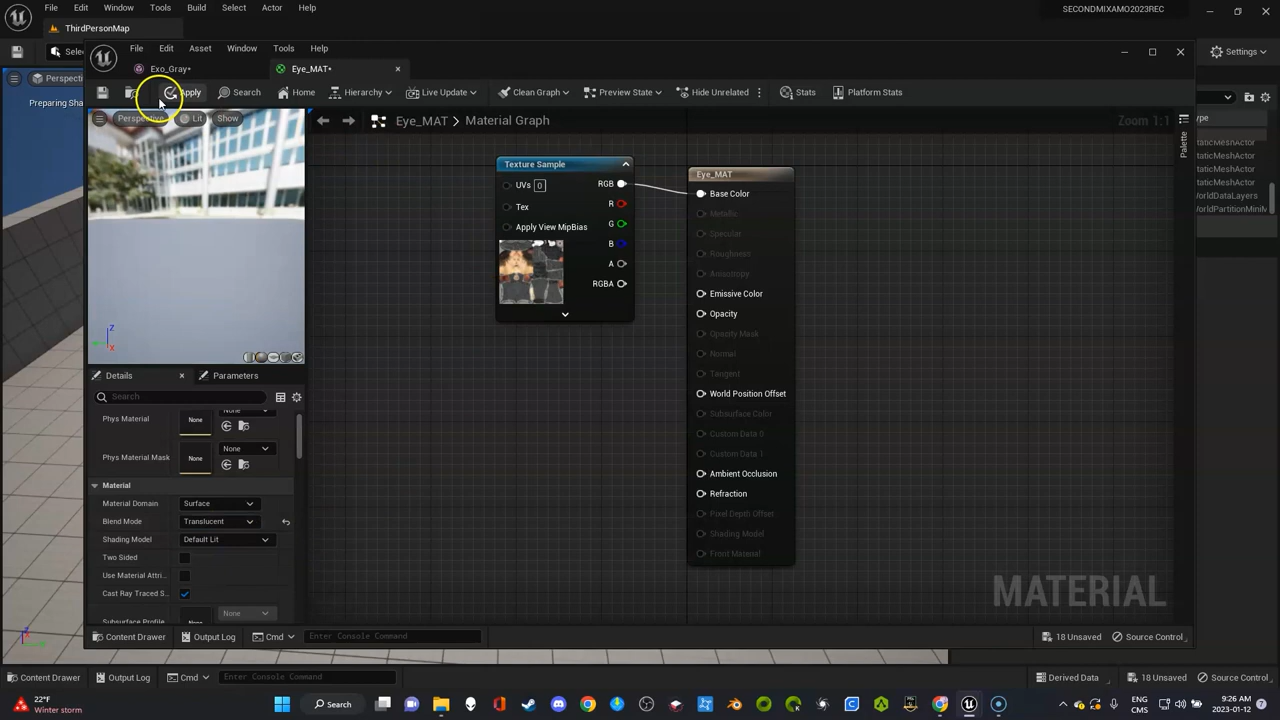 File Edit Window Tools Build Select Actor Help
SECONDMIXAMO2023REC
ThirdPersonMap
File Edit Asset Window Tools Help
Settings
Exo_Gray•
Eye_MAT•
Apply Search Home Hierarchy Live Update Clean Graph Preview State Hide Unrelated Stats Platform Stats
Perspective Lit Show
Eye_MAT > Material Graph
Zoom 1:1
Palette
Preparing Sha
Texture Sample
UVs 0
Tex
Apply View MipBias
RGB
R
G
B
A
RGBA
Eye_MAT
Base Color
Metallic
Specular
Roughness
Anisotropy
Emissive Color
Opacity
Opacity Mask
Normal
Tangent
World Position Offset
Subsurface Color
Custom Data 0
Custom Data 1
Ambient Occlusion
Refraction
Pixel Depth Offset
Shading Model
Front Material
MATERIAL
ype
taticMeshActor
taticMeshActor
taticMeshActor
taticMeshActor
VorldDataLayers
VorldPartitionMiniM
Details Parameters
Search...
Phys Material None None
Phys Material Mask None None
Material
Material Domain Surface
Blend Mode Translucent
Shading Model Default Lit
Two Sided
Use Material Attri...
Cast Ray Traced S...
Subsurface Profile None
Content Drawer Output Log Cmd Enter Console Command 18 Unsaved Source Control
Content Drawer Output Log Cmd Enter Console Command Derived Data 18 Unsaved Source Control
22°F
Winter storm
Search
ENG
CMS
9:26 AM
2023-01-12